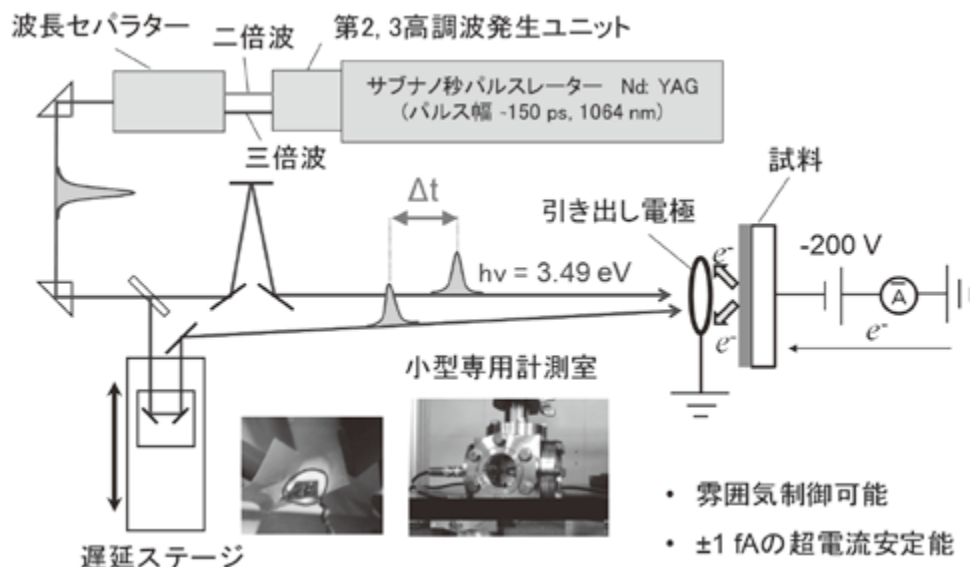 波長セパラター
二倍波
第2, 3高調波発生ユニット
サブナノ秒パルスレーター Nd: YAG
(パルス幅 -150 ps, 1064 nm)
三倍波
試料
Δt
引き出し電極
e-
-200 V
hν = 3.49 eV
A
e-
e-
小型専用計測室
遅延ステージ
• 雰囲気制御可能
• ±1 fAの超電流安定能